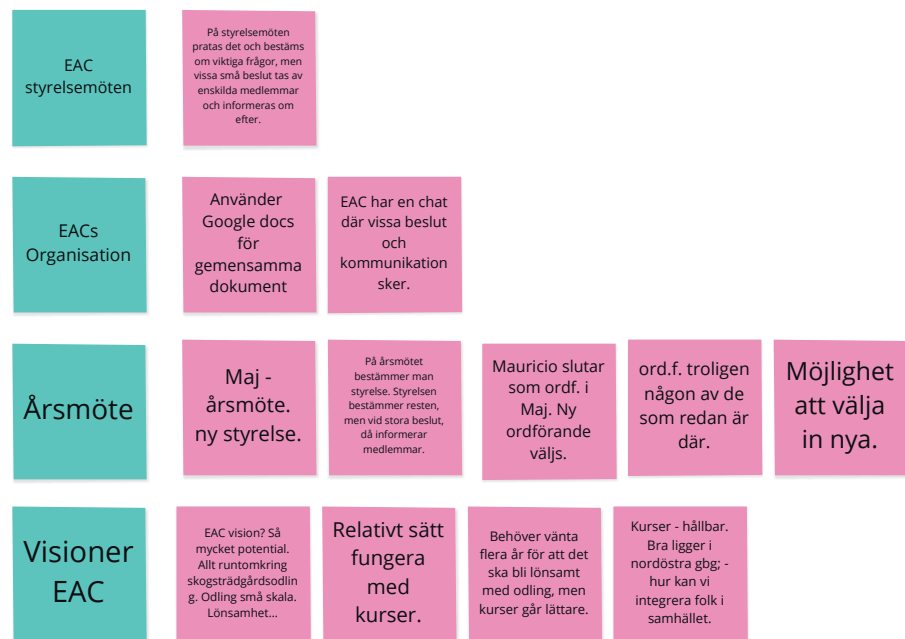 EAC
styrelsemöten
På styrelsemöten
pratas det och bestäms
om viktiga frågor, men
vissa små beslut tas av
enskilda medlemmar
och informeras om
efter.
EACs
Organisation
Använder
Google docs
för
gemensamma
dokument
EAC har en chat
där vissa beslut
och
kommunikation
sker.
Årsmöte
Maj -
årsmöte.
ny styrelse.
På årsmötet
bestämmer man
styrelse. Styrelsen
bestämmer resten,
men vid stora beslut,
då informerar
medlemmar.
Mauricio slutar
som ordf. i
Maj. Ny
ordförande
väljs.
ord.f. troligen
någon av de
som redan är
där.
Möjlighet
att välja
in nya.
Visioner
EAC
EAC vision? Så
mycket potential.
Allt runtomkring
skogsträdgårdsodlin
g. Odling små skala.
Lönsamhet...
Relativt sätt
fungera
med
kurser.
Behöver vänta
flera år för att det
ska bli lönsamt
med odling, men
kurser går lättare.
Kurser - hållbar.
Bra ligger i
nordöstra gbg; -
hur kan vi
integrera folk i
samhället.